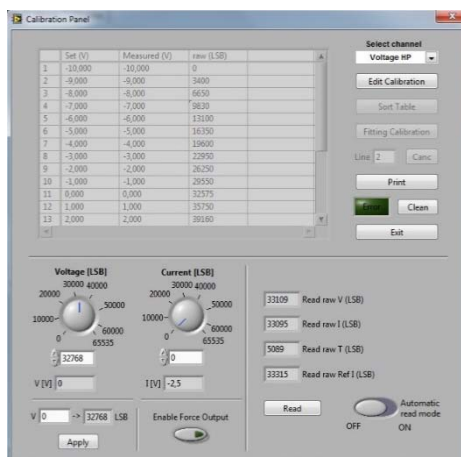 Calibration Panel
Select channel
Voltage HP
Set (V) Measured (V) raw (LSB)
1 -10,000 -10,000 0
2 -9,000 -9,000 3400
3 -8,000 -8,000 6650
4 -7,000 -7,000 9830
5 -6,000 -6,000 13100
6 -5,000 -5,000 16350
7 -4,000 -4,000 19600
8 -3,000 -3,000 22950
9 -2,000 -2,000 26250
10 -1,000 -1,000 29550
11 0,000 0,000 32575
12 1,000 1,000 35750
13 2,000 2,000 39160
Edit Calibration
Sort Table
Fitting Calibration
Line 2 Canc
Print
Error Clean
Exit
Voltage [LSB]
0 10000 20000 30000 40000 50000 60000 65535
32768
V [V] 0
V 0 -> 32768 LSB
Apply
Current [LSB]
0 10000 20000 30000 40000 50000 60000 65535
0
I [V] -2,5
Enable Force Output
33109 Read raw V (LSB)
33095 Read raw I (LSB)
5089 Read raw T (LSB)
33315 Read raw Ref I (LSB)
Read
Automatic
read mode
OFF ON